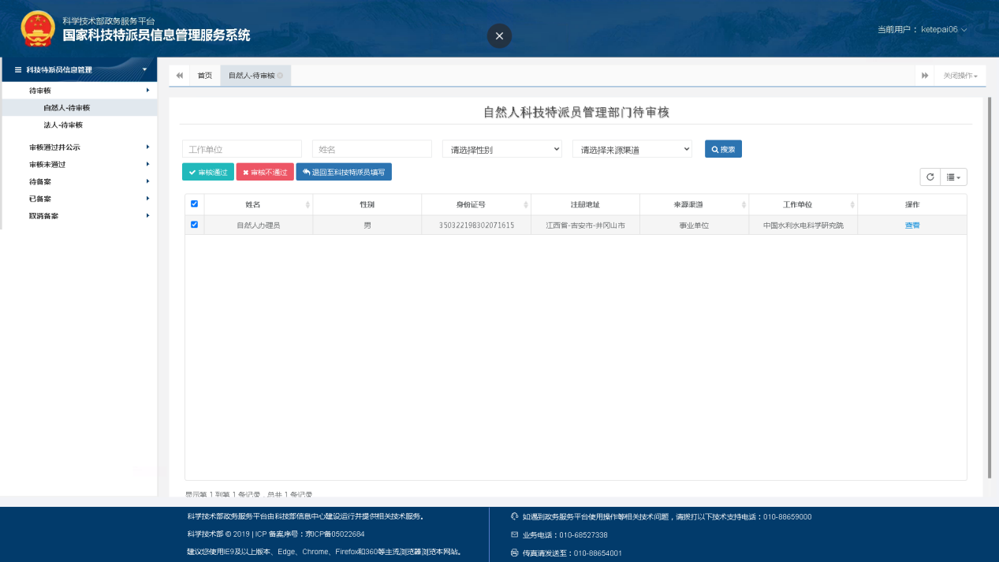 科学技术部政务服务平台
国家科技特派员信息管理服务系统
当前用户： ketepai06
科技特派员信息管理
待审核
自然人-待审核
法人-待审核
审核通过并公示
审核未通过
待备案
已备案
取消备案
首页 自然人-待审核 关闭操作
自然人科技特派员管理部门待审核
工作单位 姓名 请选择性别 请选择来源渠道 搜索
审核通过 审核不通过 退回至科技特派员填写
姓名 性别 身份证号 注册地址 来源渠道 工作单位 操作
自然人办理员 男 350322198302071615 江西省-吉安市-井冈山市 事业单位 中国水利水电科学研究院 查看
显示第 1 到第 1 条记录，总共 1 条记录
科学技术部政务服务平台由科技部信息中心建设运行并提供相关技术服务。
科学技术部 © 2019 | ICP 备案序号：京ICP备05022684
建议您使用IE9及以上版本、Edge、Chrome、Firefox和360等主流浏览器浏览本网站。
如遇到政务服务平台使用操作等相关技术问题，请拨打以下技术支持电话：010-88659000
业务电话：010-68527338
传真请发送至：010-88654001